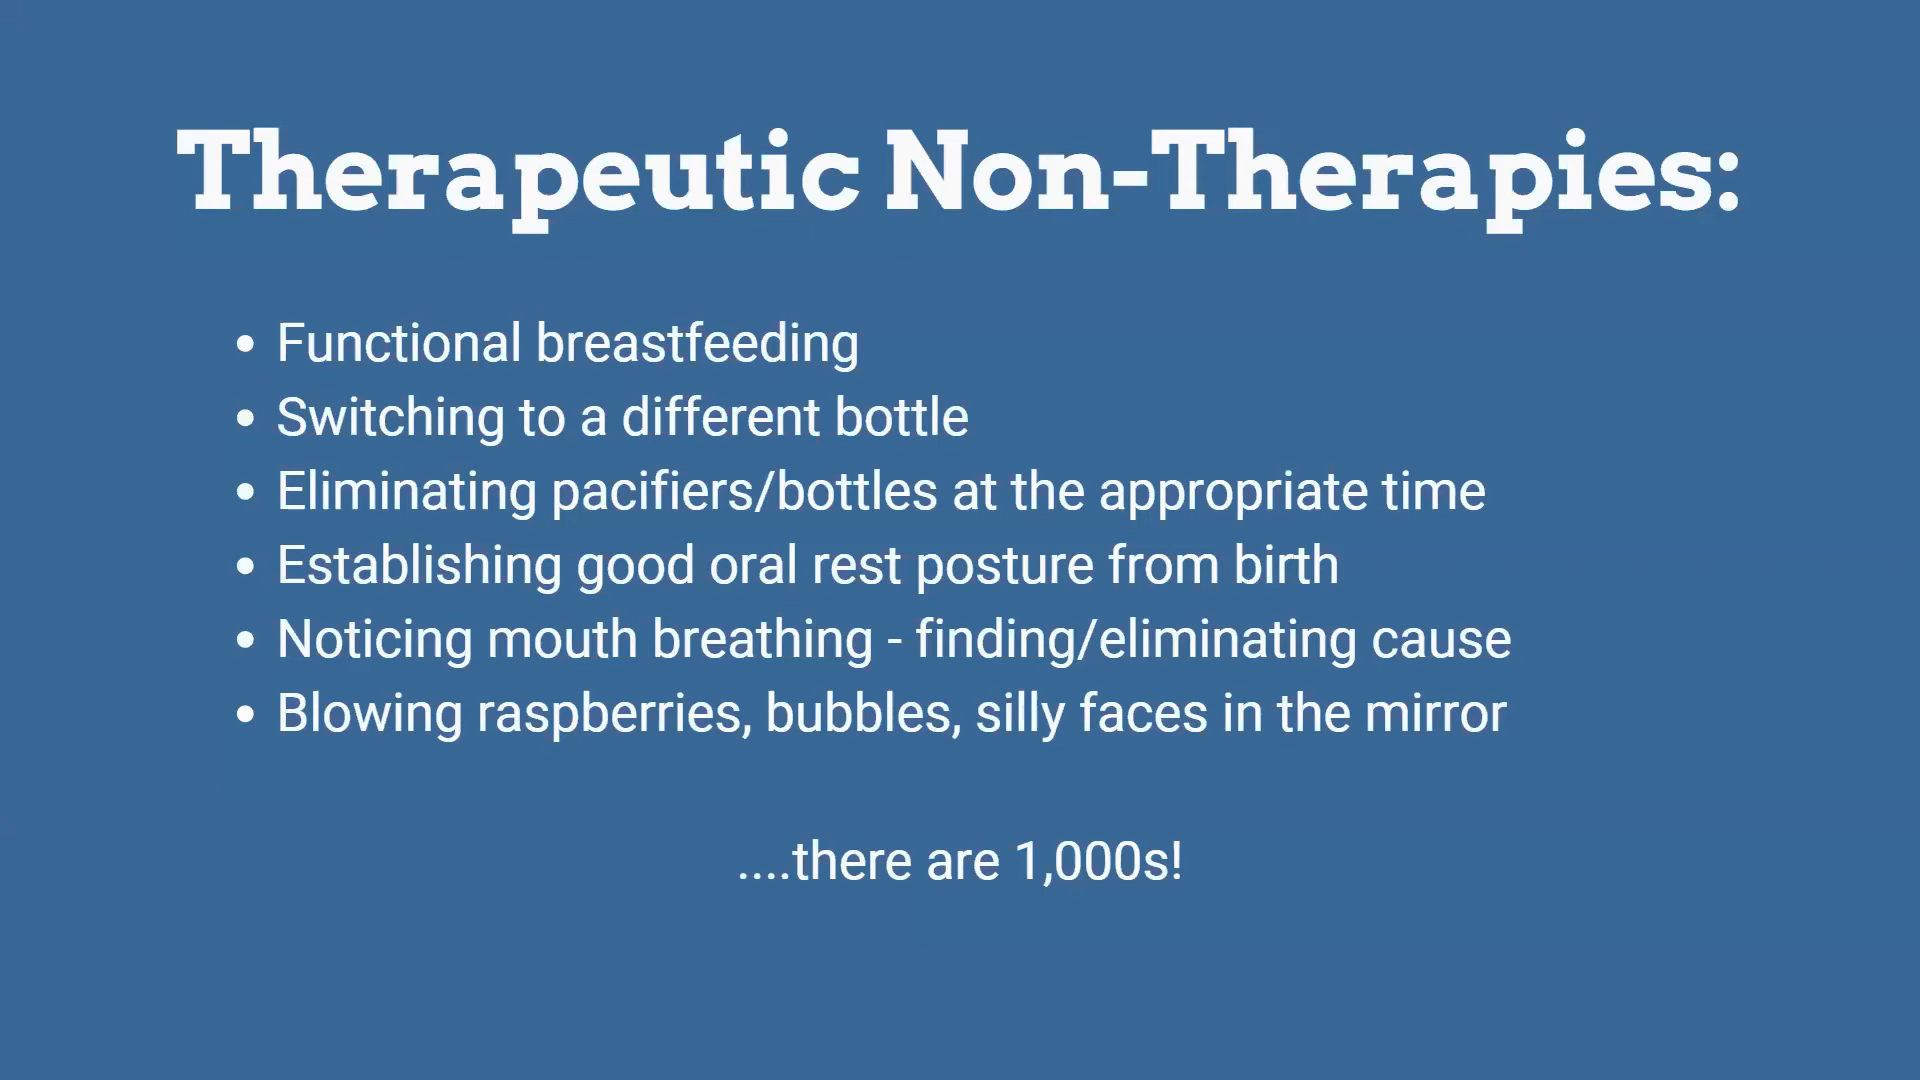 Therapeutic Non-Therapies:
• Functional breastfeeding
• Switching to a different bottle
• Eliminating pacifiers/bottles at the appropriate time
• Establishing good oral rest posture from birth
• Noticing mouth breathing - finding/eliminating cause
• Blowing raspberries, bubbles, silly faces in the mirror
....there are 1,000s!